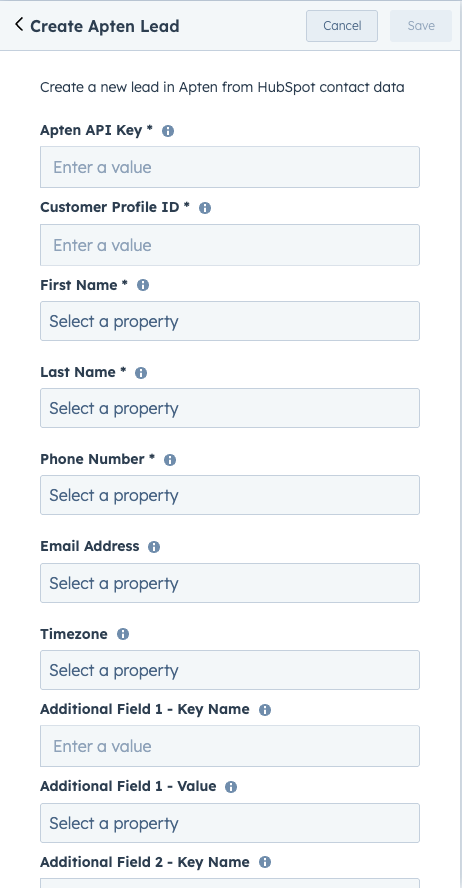 Create Apten Lead
Cancel
Save
Create a new lead in Apten from HubSpot contact data
Apten API Key *
Enter a value
Customer Profile ID *
Enter a value
First Name *
Select a property
Last Name *
Select a property
Phone Number *
Select a property
Email Address
Select a property
Timezone
Select a property
Additional Field 1 - Key Name
Enter a value
Additional Field 1 - Value
Select a property
Additional Field 2 - Key Name